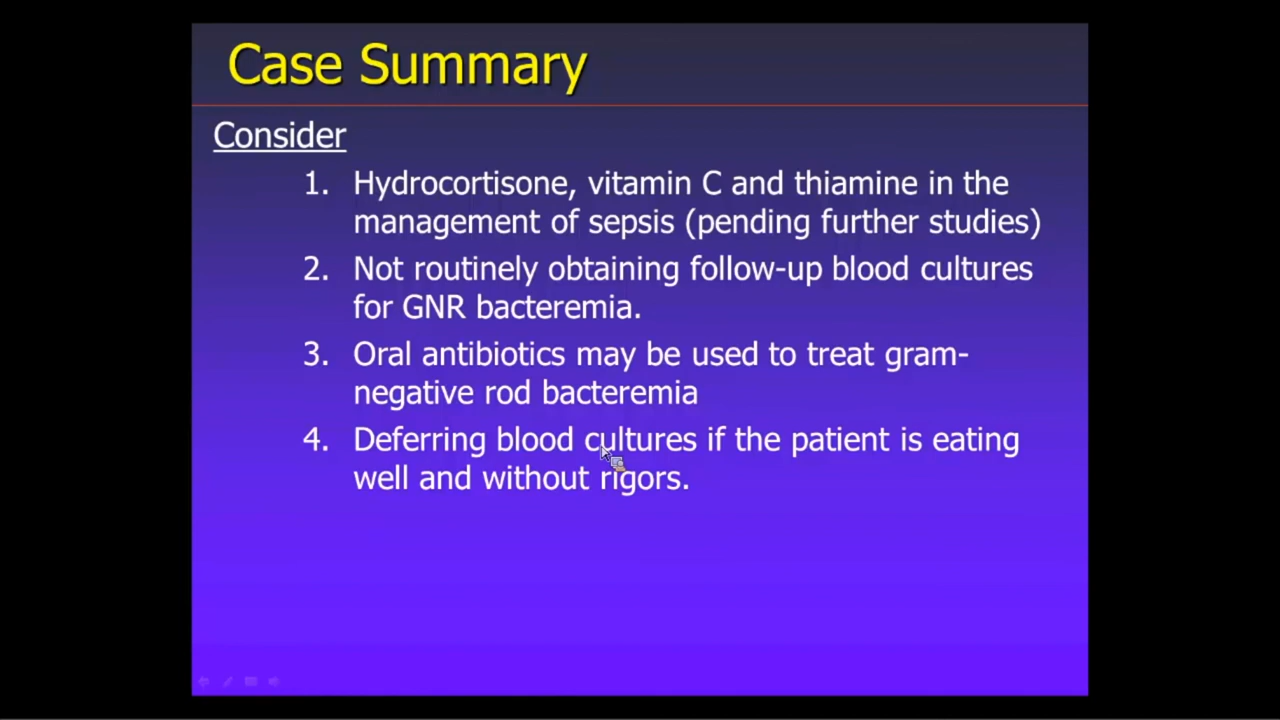 Case Summary
Consider
1. Hydrocortisone, vitamin C and thiamine in the
management of sepsis (pending further studies)
2. Not routinely obtaining follow-up blood cultures
for GNR bacteremia.
3. Oral antibiotics may be used to treat gram-
negative rod bacteremia
4. Deferring blood cultures if the patient is eating
well and without rigors.